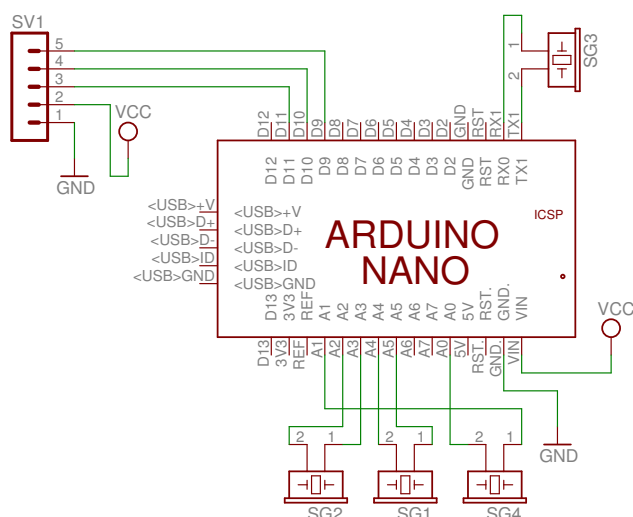 SV1
5
4
3
2
1
VCC
GND
1
2
SG3
D12
D11
D10
D9
D8
D7
D6
D5
D4
D3
D2
GND
RST
RX1
TX1
D12
D11
D10
D9
D8
D7
D6
D5
D4
D3
D2
GND
RST
RX0
TX1
<USB>+V
<USB>D+
<USB>D-
<USB>ID
<USB>GND
<USB>+V
<USB>D+
<USB>D-
<USB>ID
<USB>GND
ICSP
ARDUINO
NANO
D13
3V3
REF
A1
A2
A3
A4
A5
A6
A7
A0
5V
RST.
GND.
VIN
D13
3V3
REF
A1
A2
A3
A4
A5
A6
A7
A0
5V
RST.
GND.
VIN
VCC
GND
2 1
2 1
2 1
SG2
SG1
SG4